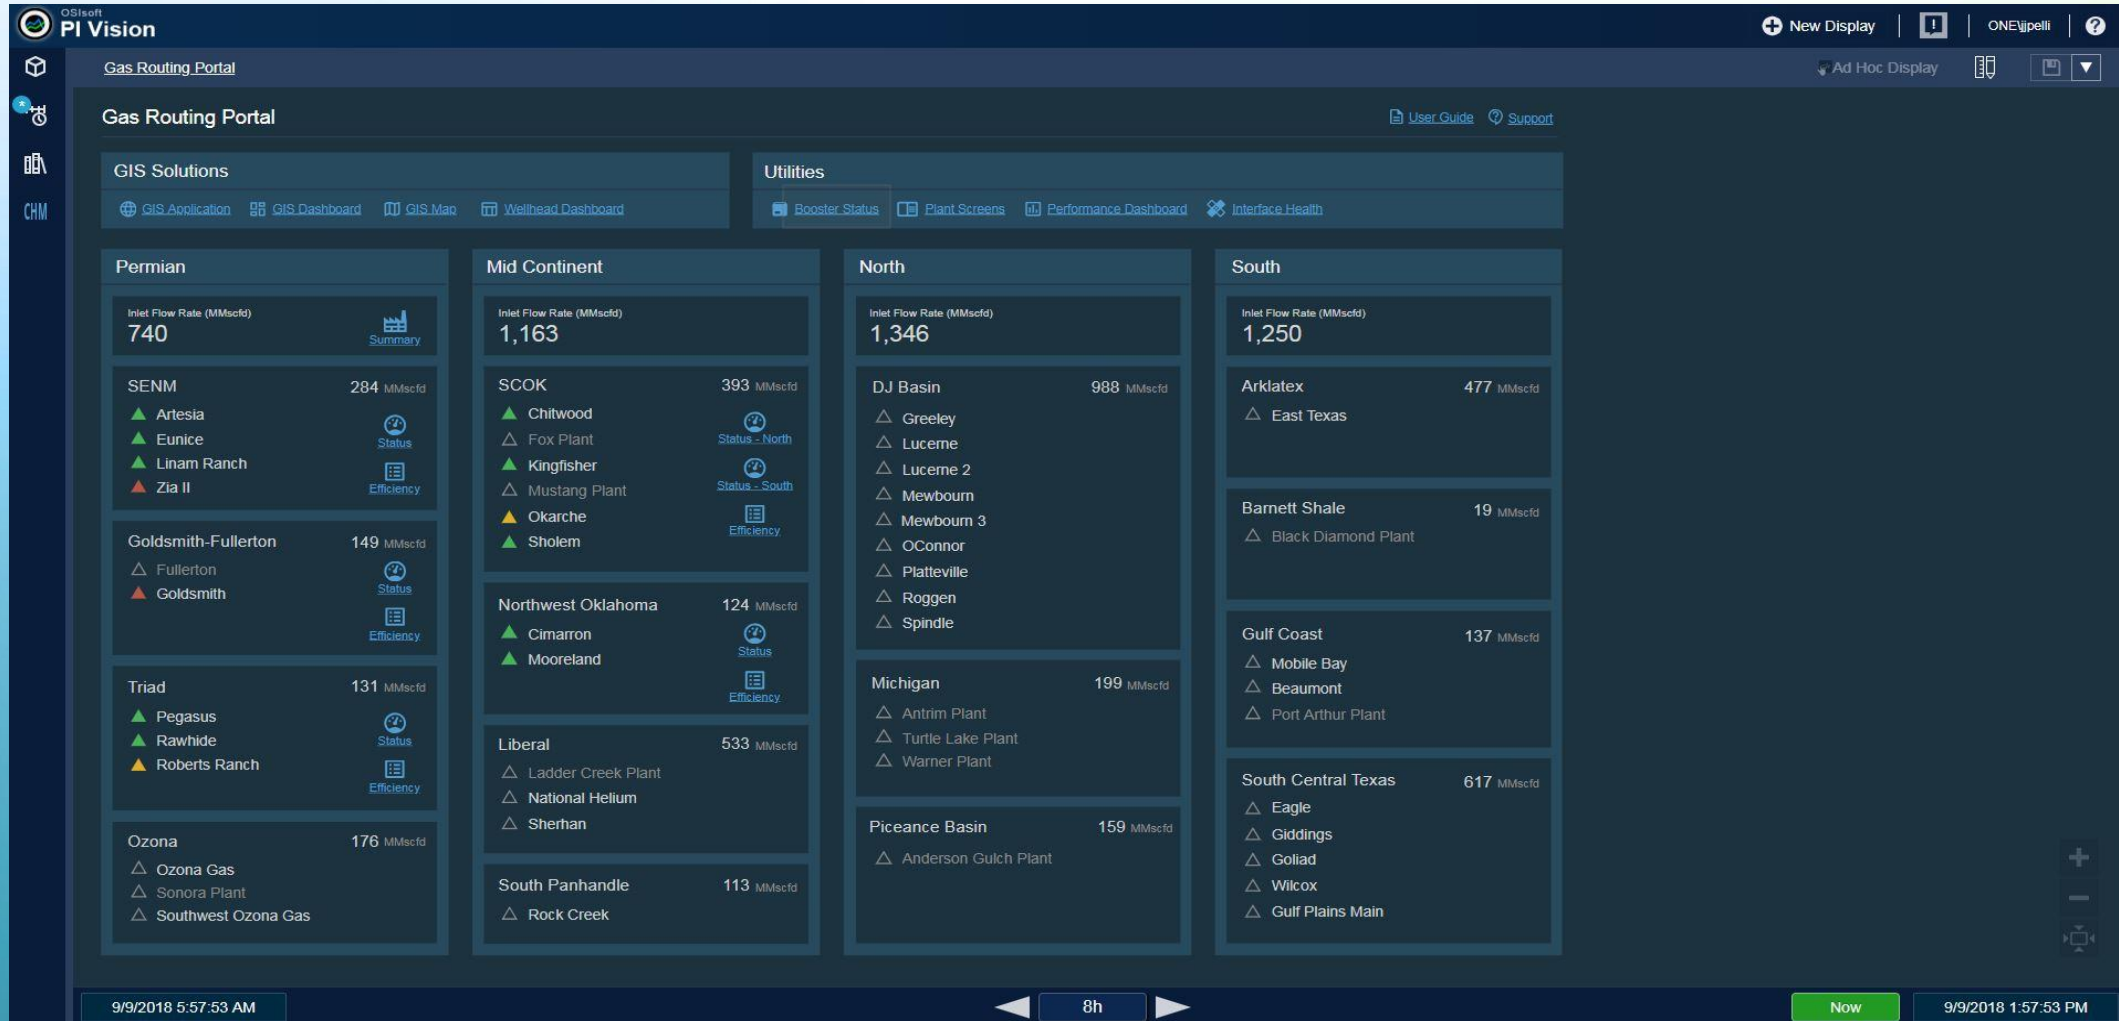 OSIsoft
PI Vision
New Display
ONE\jjpelli
Gas Routing Portal
Ad Hoc Display
CHM
Gas Routing Portal
User Guide
Support
GIS Solutions
GIS Application
GIS Dashboard
GIS Map
Wellhead Dashboard
Utilities
Booster Status
Plant Screens
Performance Dashboard
Interface Health
Permian
Inlet Flow Rate (MMscfd)
740
Summary
SENM
284 MMscfd
Artesia
Eunice
Linam Ranch
Zia II
Status
Efficiency
Goldsmith-Fullerton
149 MMscfd
Fullerton
Goldsmith
Status
Efficiency
Triad
131 MMscfd
Pegasus
Rawhide
Roberts Ranch
Status
Efficiency
Ozona
176 MMscfd
Ozona Gas
Sonora Plant
Southwest Ozona Gas
Mid Continent
Inlet Flow Rate (MMscfd)
1,163
SCOK
393 MMscfd
Chitwood
Fox Plant
Kingfisher
Mustang Plant
Okarche
Sholem
Status - North
Status - South
Efficiency
Northwest Oklahoma
124 MMscfd
Cimarron
Mooreland
Status
Efficiency
Liberal
533 MMscfd
Ladder Creek Plant
National Helium
Sherhan
South Panhandle
113 MMscfd
Rock Creek
North
Inlet Flow Rate (MMscfd)
1,346
DJ Basin
988 MMscfd
Greeley
Lucerne
Lucerne 2
Mewbourn
Mewbourn 3
OConnor
Platteville
Roggen
Spindle
Michigan
199 MMscfd
Antrim Plant
Turtle Lake Plant
Warner Plant
Piceance Basin
159 MMscfd
Anderson Gulch Plant
South
Inlet Flow Rate (MMscfd)
1,250
Arklatex
477 MMscfd
East Texas
Barnett Shale
19 MMscfd
Black Diamond Plant
Gulf Coast
137 MMscfd
Mobile Bay
Beaumont
Port Arthur Plant
South Central Texas
617 MMscfd
Eagle
Giddings
Goliad
Wilcox
Gulf Plains Main
9/9/2018 5:57:53 AM
8h
Now
9/9/2018 1:57:53 PM